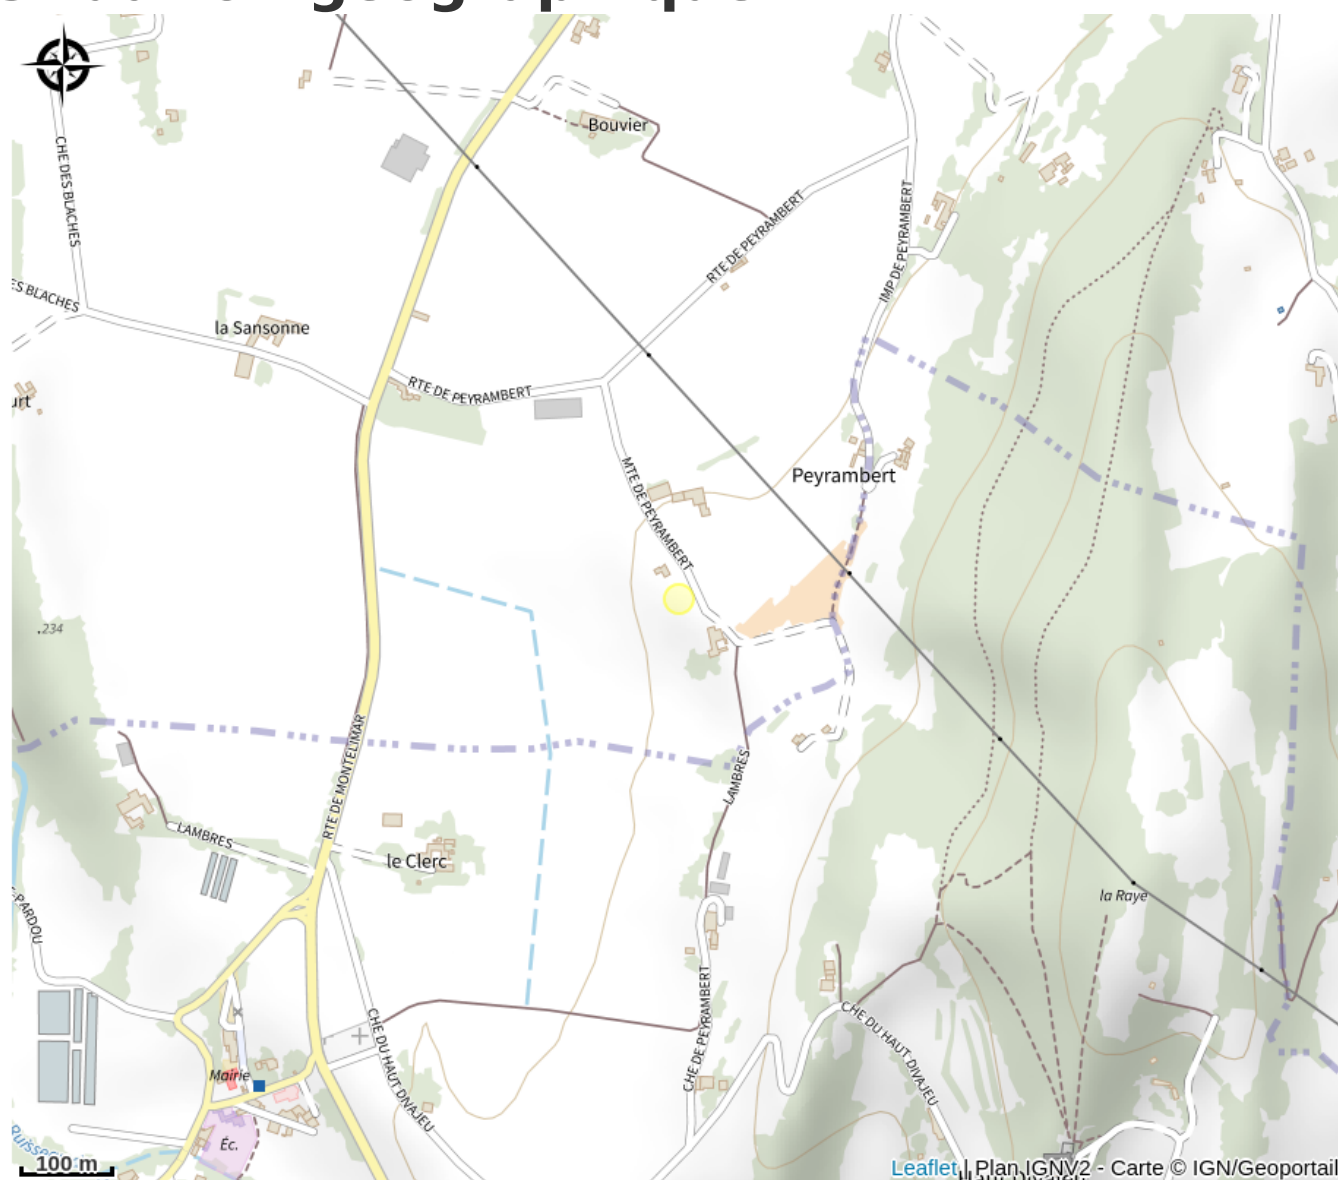 Bouvier
CHE DES BLACHES
RTE DE PEYRAMBERT
IMP DE PEYRAMBERT
ES BLACHES
la Sansonne
RTE DE PEYRAMBERT
urt
Peyrambert
MTE DE PEYRAMBERT
.234
RTE DE MONTELIMAR
LAMBRES
LAMBRES
le Clerc
la Raye
PARDOU
CHE DE PEYRAMBERT
CHE DU HAUT DIVAJEU
CHE DU HAUT DIVAJEU
Mairie
Éc.
100 m
Leaflet | Plan IGNV2 - Carte © IGN/Geoportail